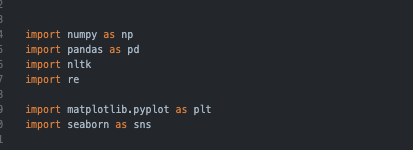 import numpy as np
import pandas as pd
import nltk
import re
import matplotlib.pyplot as plt
import seaborn as sns